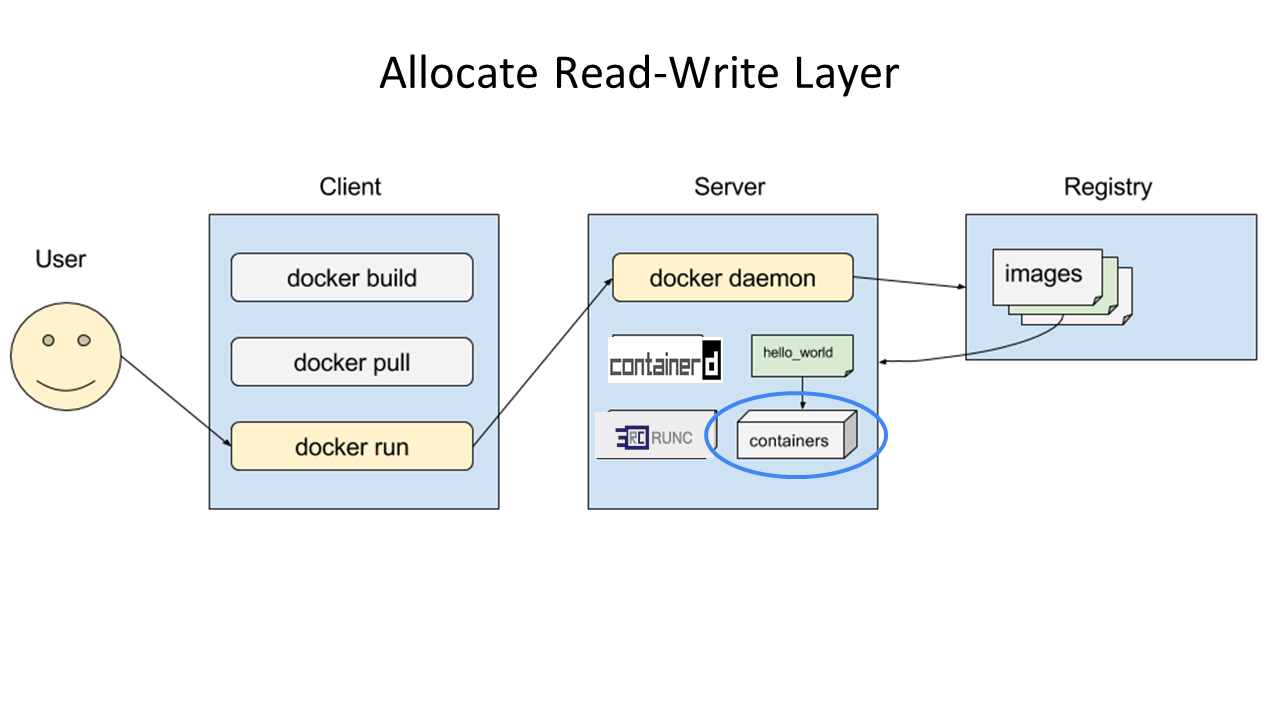 Allocate Read-Write Layer
Client
Server
Registry
User
docker build
docker pull
docker run
docker daemon
containerd
hello_world
RC RUNC
containers
images